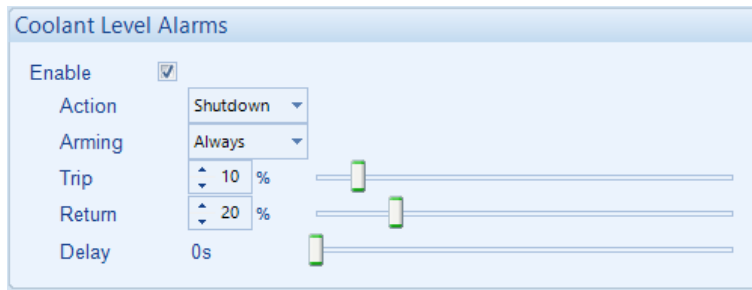 Coolant Level Alarms
Enable
Action Shutdown
Arming Always
Trip 10 %
Return 20 %
Delay 0s